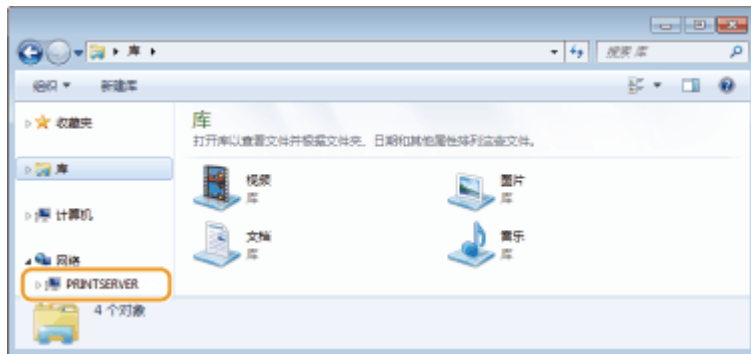 库
搜索 库
组织 新建库
收藏夹
库
计算机
网络
PRINTSERVER
库
打开库以查看文件并根据文件夹、日期和其他属性排列这些文件。
视频
库
图片
库
文档
库
音乐
库
4 个对象